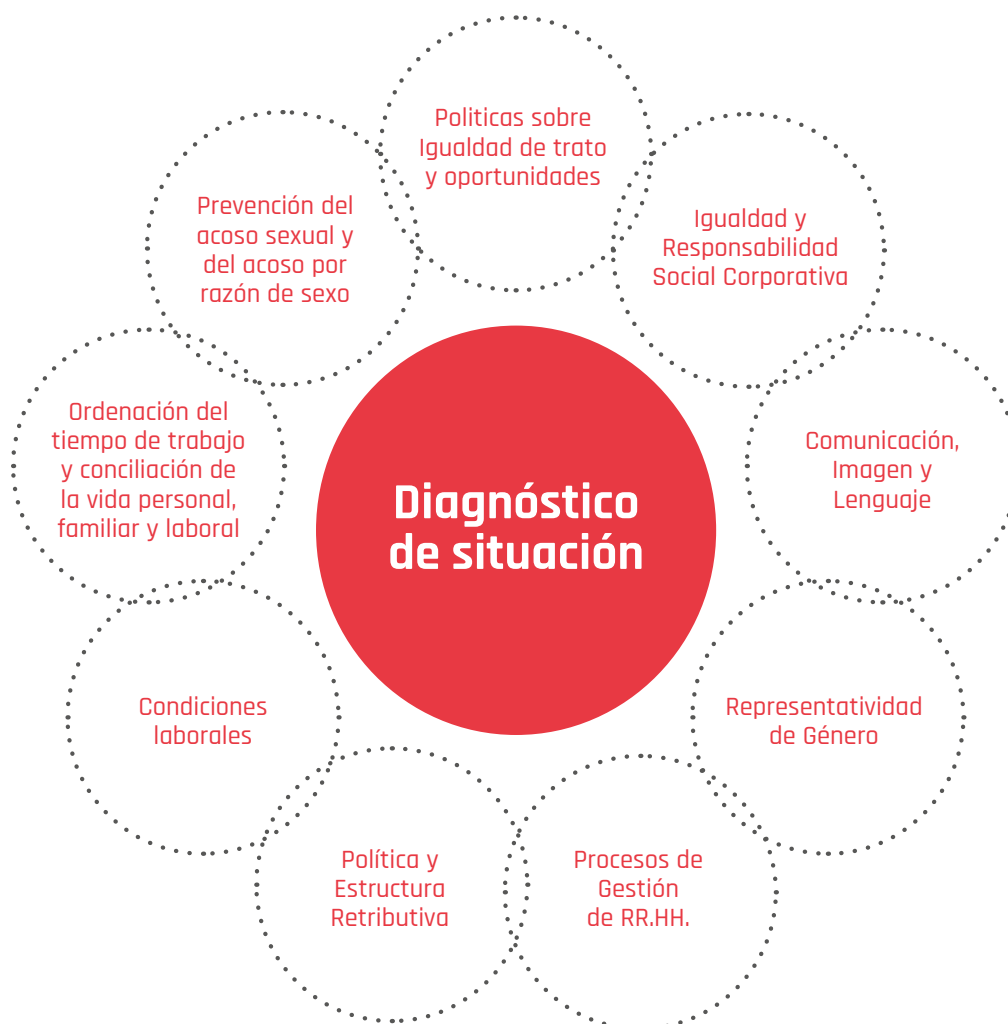 Politicas sobre
Igualdad de trato
y oportunidades
Igualdad y
Responsabilidad
Social Corporativa
Comunicación,
Imagen y
Lenguaje
Representatividad
de Género
Procesos de
Gestión
de RR.HH.
Política y
Estructura
Retributiva
Condiciones
laborales
Ordenación del
tiempo de trabajo
y conciliación de
la vida personal,
familiar y laboral
Prevención del
acoso sexual y
del acoso por
razón de sexo
Diagnóstico
de situación